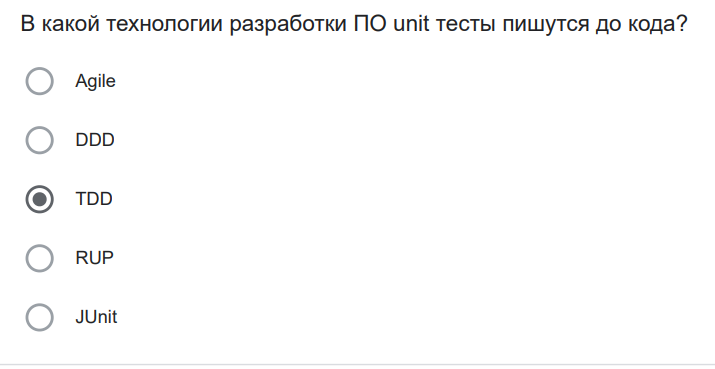 В какой технологии разработки ПО unit тесты пишутся до кода?
Agile
DDD
TDD
RUP
JUnit